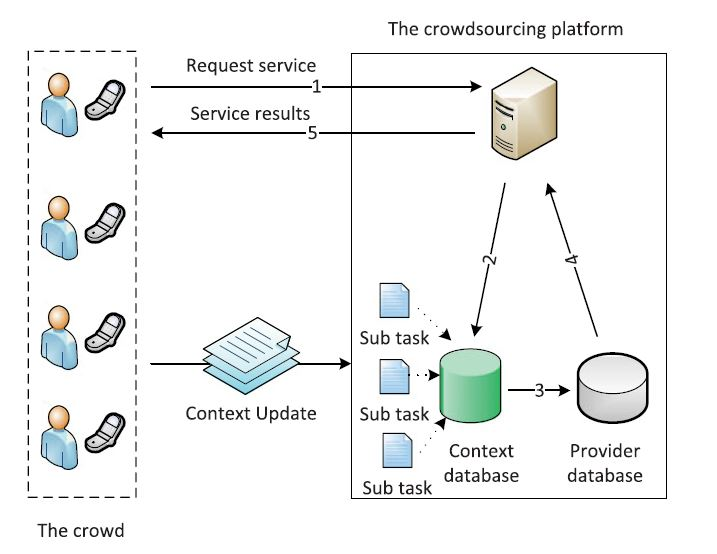 The crowdsourcing platform
Request service
1
Service results
5
2
4
Sub task
Sub task
3
Context Update
Sub task
Context
database
Provider
database
The crowd